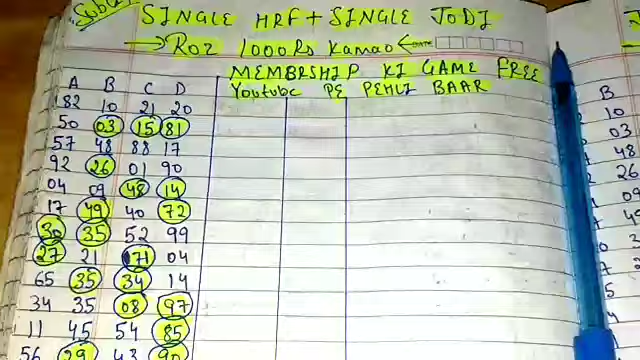 SINGLE HRF + SINGLE JODI
→ Roz 1000Rs Kamao ← DATE
MEMBRSHIP KI GAME FREE
Youtube PE PEHLI BAAR
A B C D
182 10 21 20
50 03 15 81
57 48 88 17
92 26 01 90
04 09 48 14
17 49 40 72
30 35 52 99
27 21 71 04
65 35 34 14
34 35 08 97
11 45 54 85
56 29 43 90
B
10
03
48
26